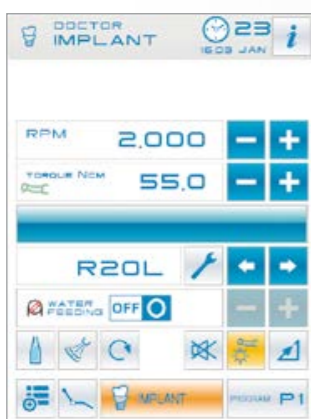 DOCTOR
IMPLANT
23
16:03 JAN
i
RPM 2,000
TORQUE NCM 55,0
R20L
WATER
FEEDING OFF
IMPLANT PROGRAM P1